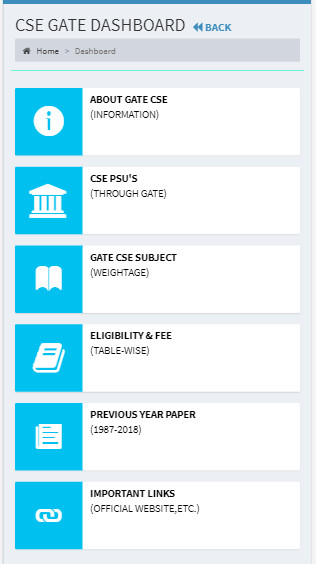 CSE GATE DASHBOARD BACK
Home > Dashboard
ABOUT GATE CSE
(INFORMATION)
CSE PSU'S
(THROUGH GATE)
GATE CSE SUBJECT
(WEIGHTAGE)
ELIGIBILITY & FEE
(TABLE-WISE)
PREVIOUS YEAR PAPER
(1987-2018)
IMPORTANT LINKS
(OFFICIAL WEBSITE,ETC.)